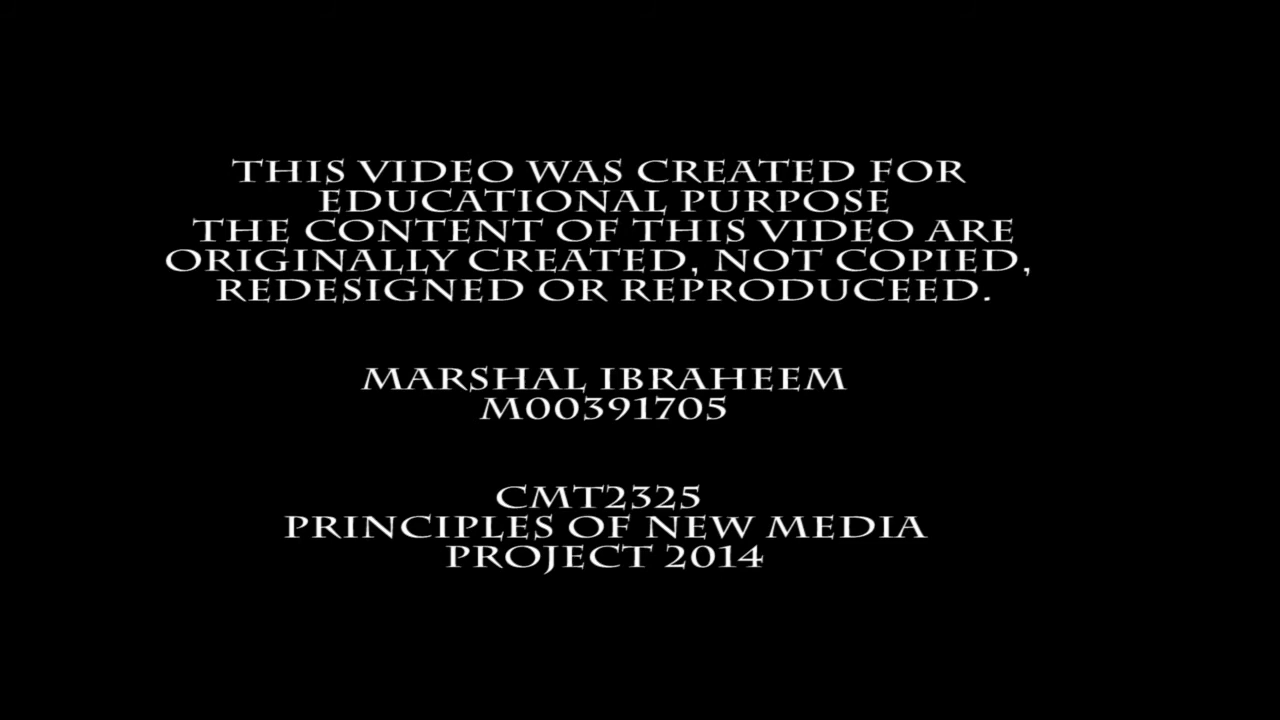 THIS VIDEO WAS CREATED FOR
EDUCATIONAL PURPOSE
THE CONTENT OF THIS VIDEO ARE
ORIGINALLY CREATED, NOT COPIED,
REDESIGNED OR REPRODUCEED.
MARSHAL IBRAHEEM
M00391705
CMT2325
PRINCIPLES OF NEW MEDIA
PROJECT 2014